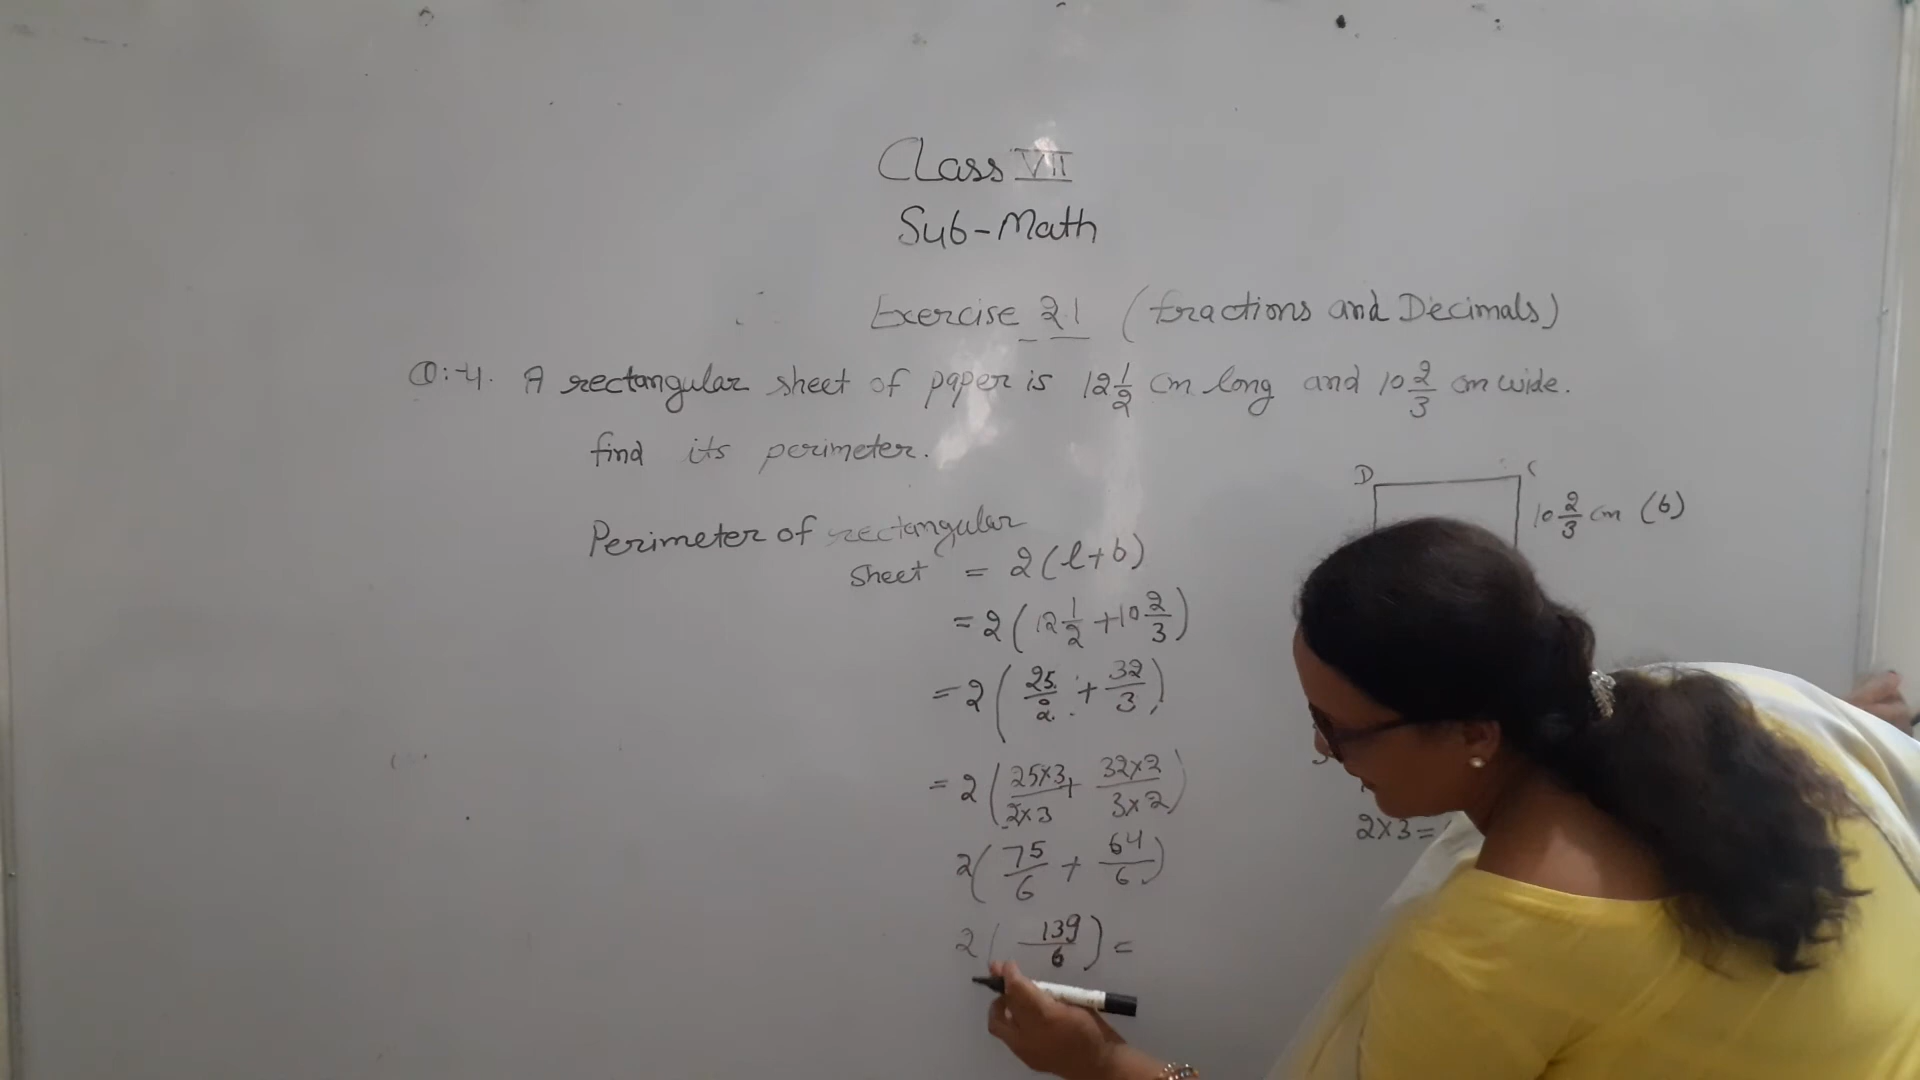 Class VII
Sub-Math
Exercise 2.1 (fractions and Decimals)
Q:-4. A rectangular sheet of paper is 12 1/2 cm long and 10 2/3 cm wide.
find its perimeter.
D C
10 2/3 cm (b)
Perimeter of rectangular
Sheet = 2(l+b)
= 2(12 1/2 + 10 2/3)
= 2(25/2 + 32/3)
= 2(25×3/2×3 + 32×2/3×2)
2×3=
2(75/6 + 64/6)
2(139/6) =